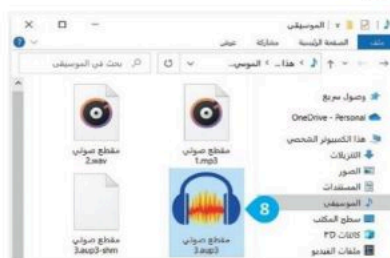 الموسيقى
ملف
الصفحة الرئيسية
مشاركة
عرض
هذا... › الموسي...
بحث في الموسيقى
وصول سريع
OneDrive - Personal
هذا الكمبيوتر الشخصي
التنزيلات
الصور
المستندات
الموسيقى
سطح المكتب
كائنات 3D
ملفات الفيديو
مقطع صوتي
1.mp3
مقطع صوتي
2.wav
8
مقطع صوتي
3.aup3
مقطع صوتي
3.aup3-shm